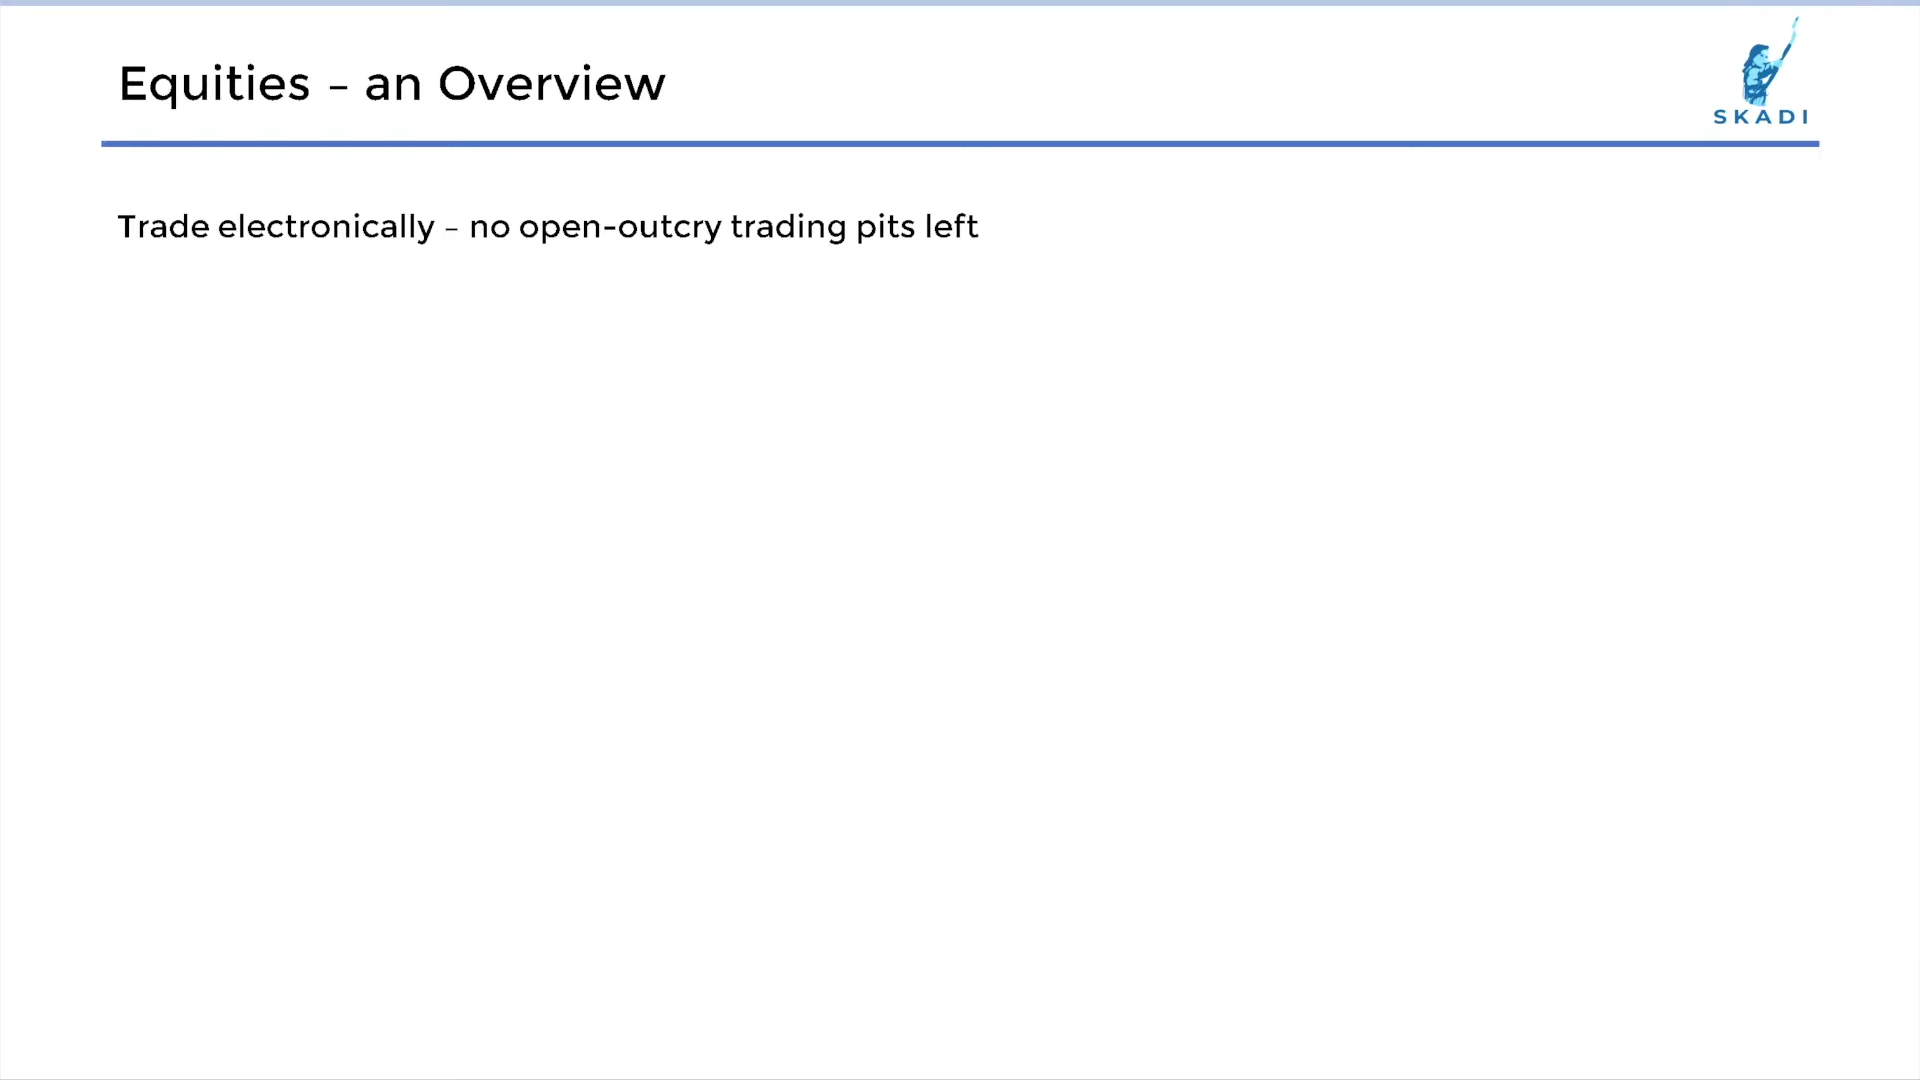 Equities – an Overview
SKADI
Trade electronically – no open-outcry trading pits left